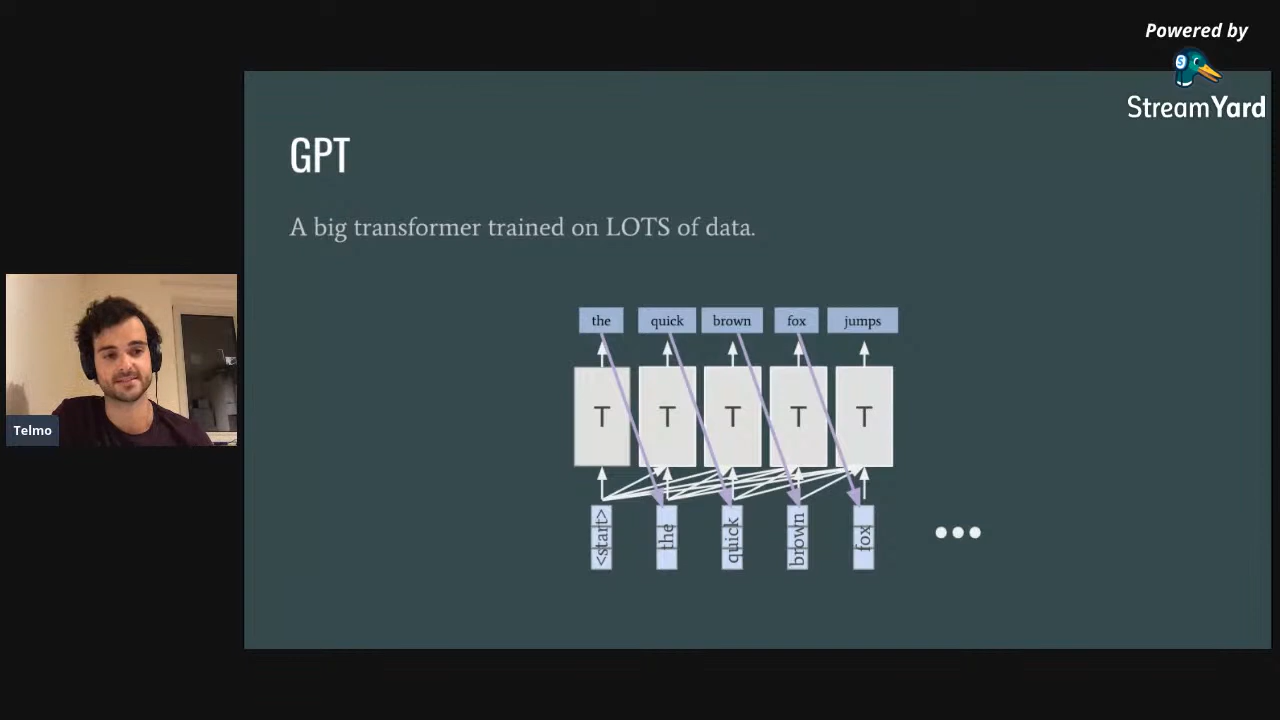 Powered by
StreamYard
GPT
A big transformer trained on LOTS of data.
the quick brown fox jumps
T T T T T
<start> the quick brown fox
Telmo